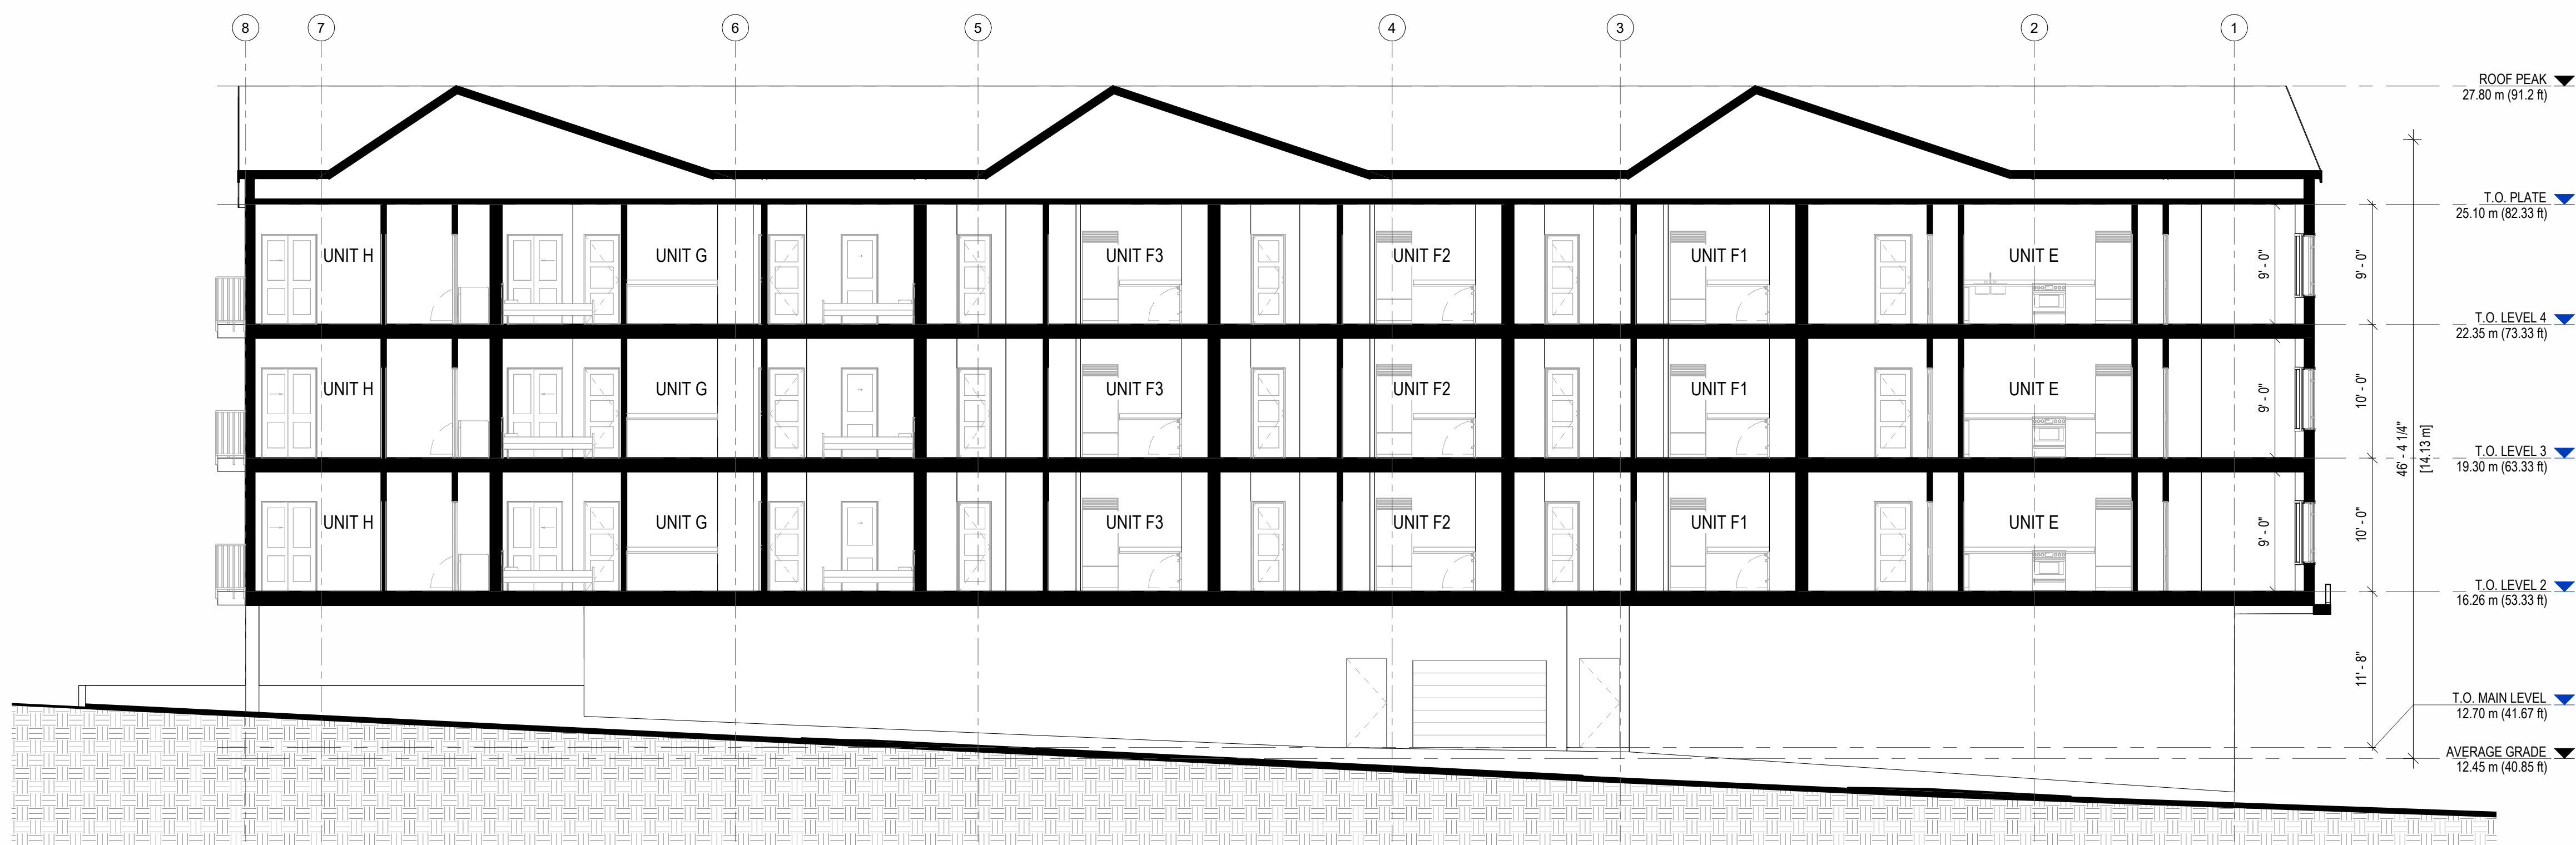 8 7 6 5 4 3 2 1
ROOF PEAK
27.80 m (91.2 ft)
T.O. PLATE
25.10 m (82.33 ft)
UNIT H UNIT G UNIT F3 UNIT F2 UNIT F1 UNIT E
9' - 0" 9' - 0"
T.O. LEVEL 4
22.35 m (73.33 ft)
UNIT H UNIT G UNIT F3 UNIT F2 UNIT F1 UNIT E
9' - 0" 10' - 0"
46' - 4 1/4"
[14.13 m]
T.O. LEVEL 3
19.30 m (63.33 ft)
UNIT H UNIT G UNIT F3 UNIT F2 UNIT F1 UNIT E
9' - 0" 10' - 0"
T.O. LEVEL 2
16.26 m (53.33 ft)
11' - 8"
T.O. MAIN LEVEL
12.70 m (41.67 ft)
AVERAGE GRADE
12.45 m (40.85 ft)